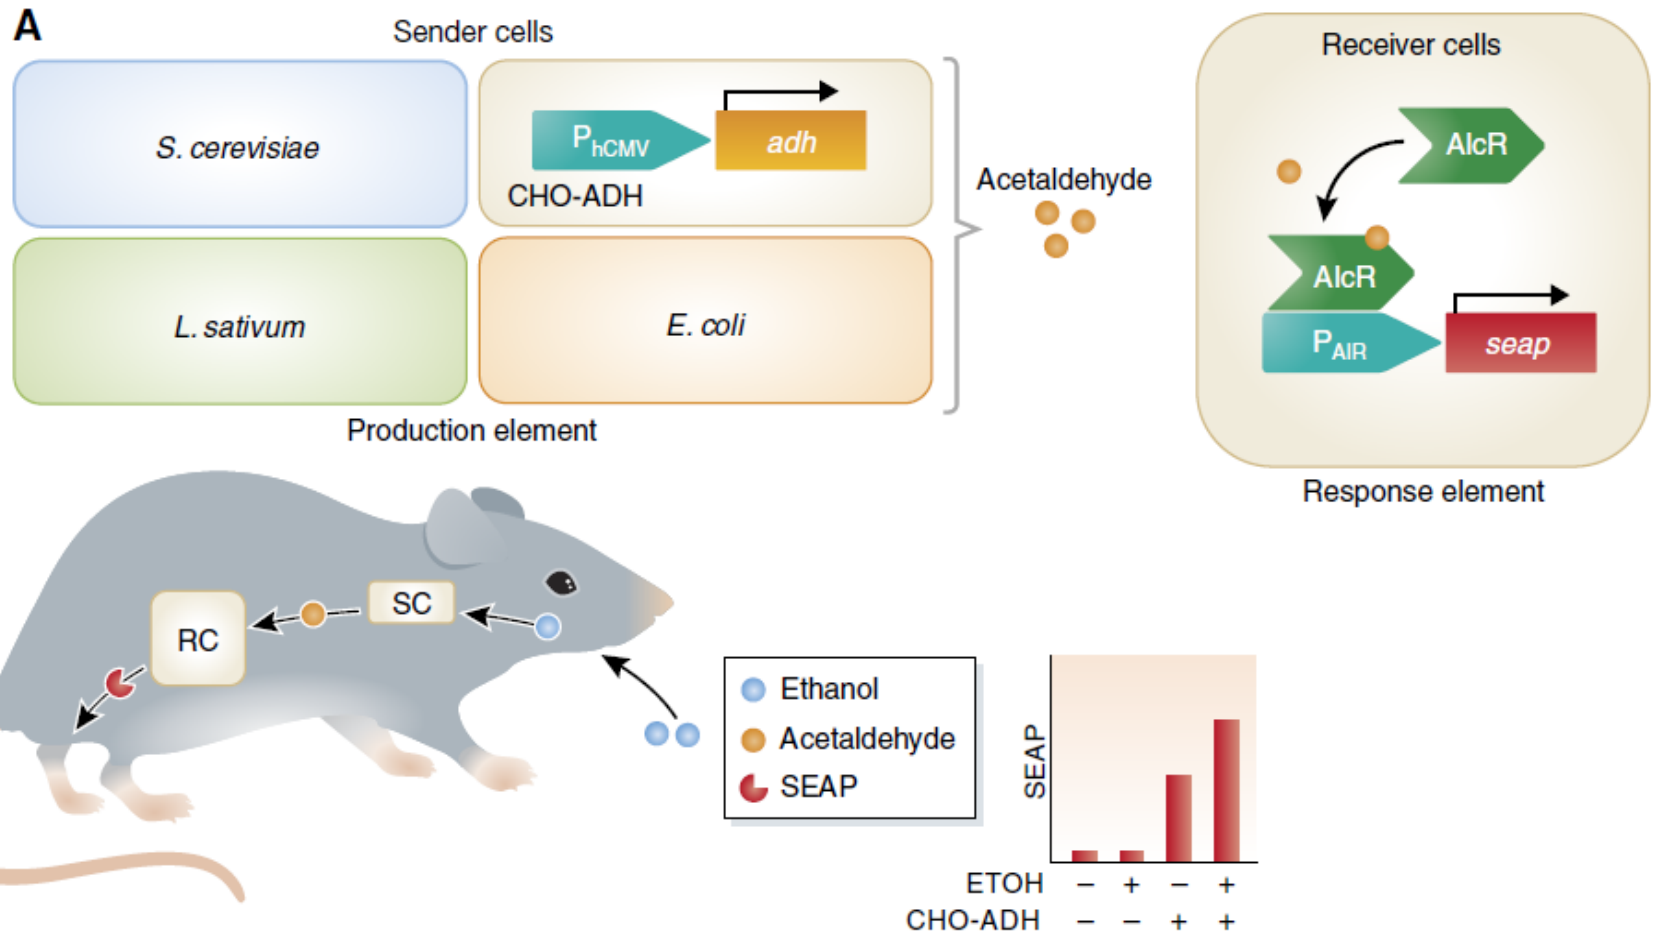 A
Sender cells
S. cerevisiae
PhCMV
adh
CHO-ADH
L. sativum
E. coli
Production element
Acetaldehyde
Receiver cells
AlcR
AlcR
PAIR
seap
Response element
RC
SC
Ethanol
Acetaldehyde
SEAP
SEAP
ETOH − + − +
CHO-ADH − − + +